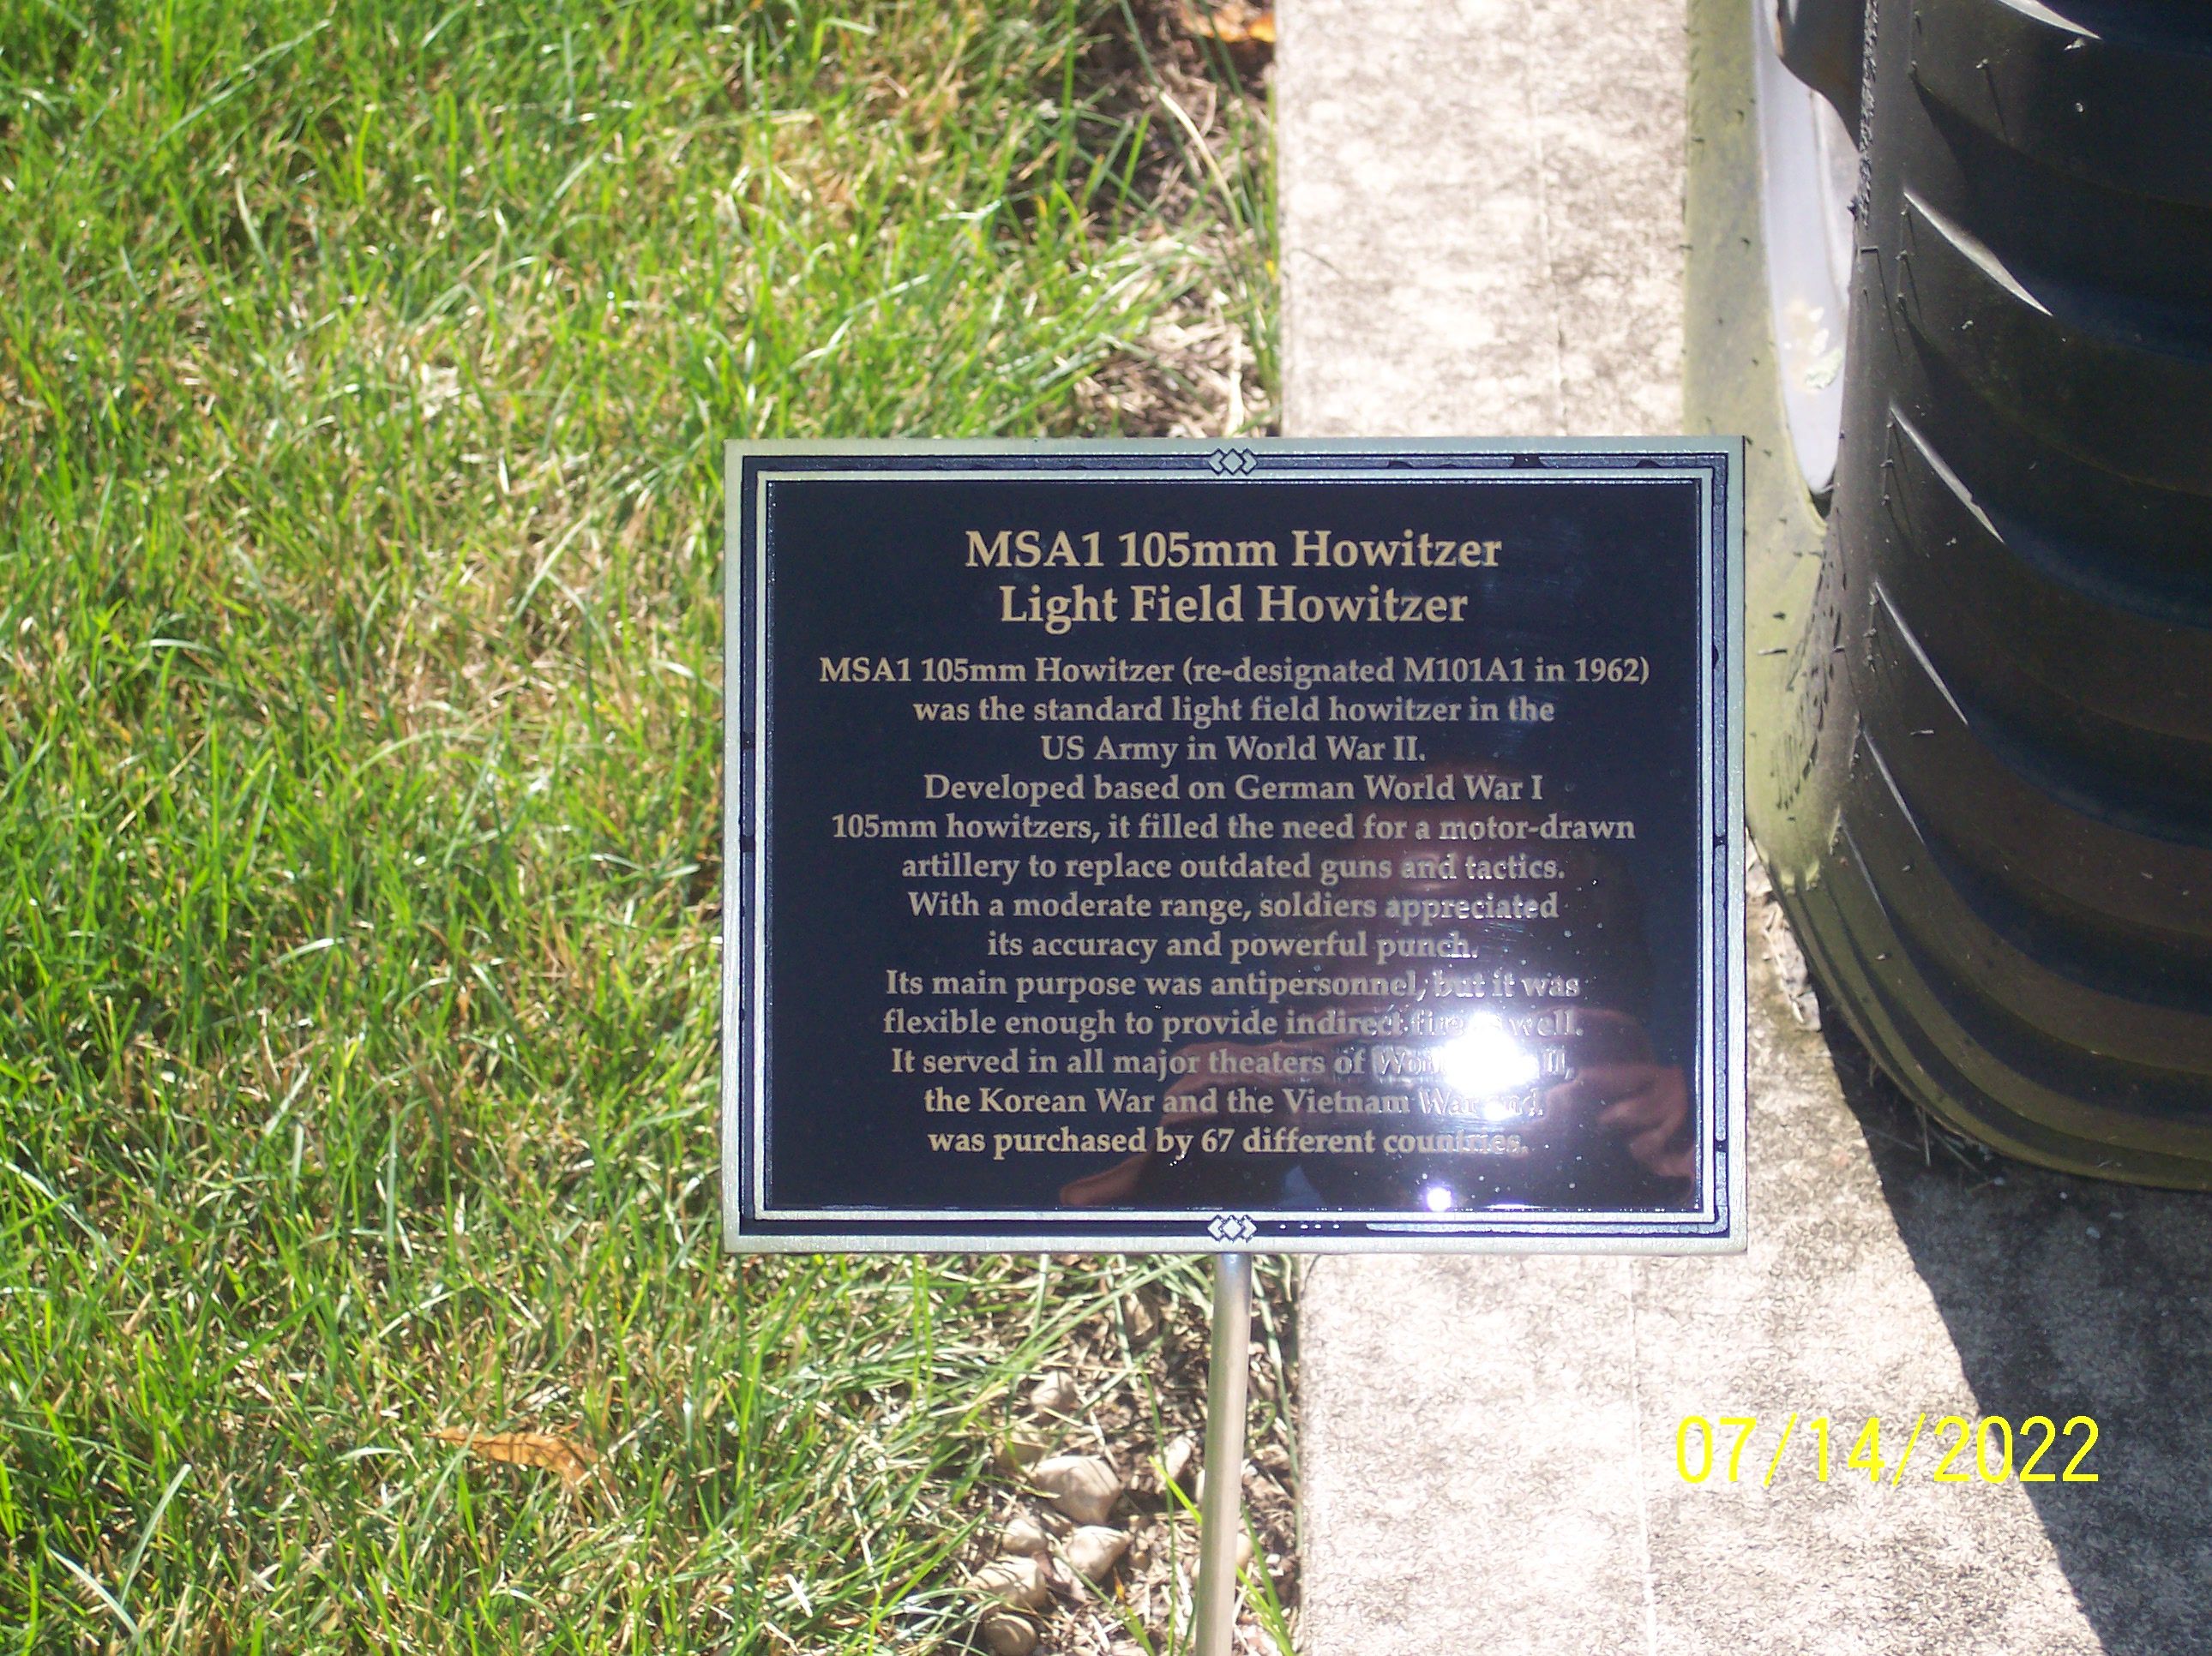 MSA1 105mm Howitzer
Light Field Howitzer
MSA1 105mm Howitzer (re-designated M101A1 in 1962)
was the standard light field howitzer in the
US Army in World War II.
Developed based on German World War I
105mm howitzers, it filled the need for a motor-drawn
artillery to replace outdated guns and tactics.
With a moderate range, soldiers appreciated
its accuracy and powerful punch.
Its main purpose was antipersonnel, but it was
flexible enough to provide indirect fire as well.
It served in all major theaters of World War II,
the Korean War and the Vietnam War and
was purchased by 67 different countries.
07/14/2022